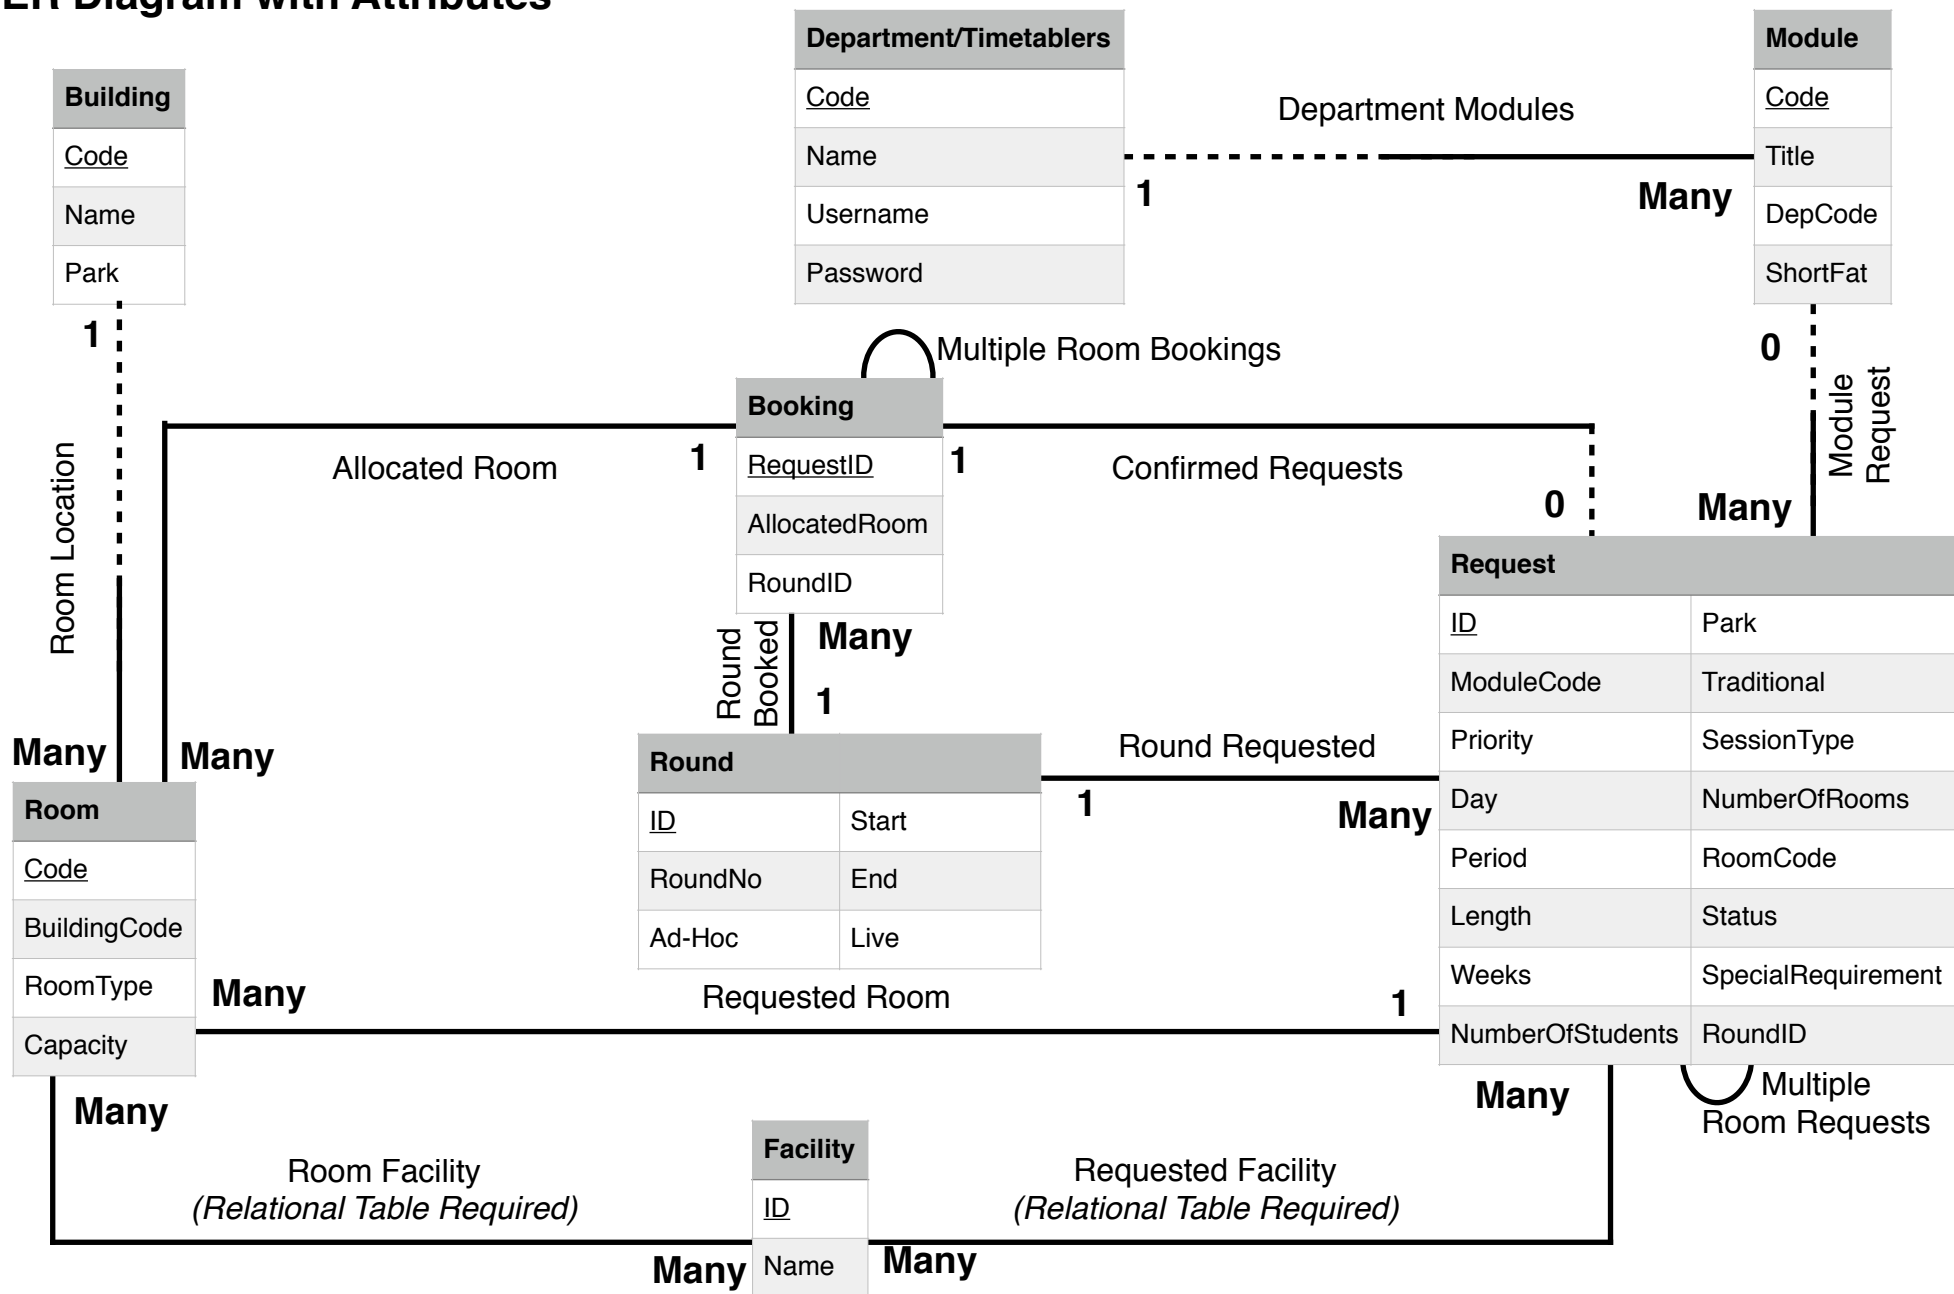 ER Diagram with Attributes
Department/Timetablers
Code
Name
Username
Password
Module
Code
Title
DepCode
ShortFat
Building
Code
Name
Park
Department Modules
1
Many
1
0
Multiple Room Bookings
Module
Request
Booking
RequestID
AllocatedRoom
RoundID
Allocated Room
1
1
Confirmed Requests
0
Many
Room Location
Many
Many
Round
Booked
Many
1
Request
ID
Park
ModuleCode
Traditional
Priority
SessionType
Day
NumberOfRooms
Period
RoomCode
Length
Status
Weeks
SpecialRequirement
NumberOfStudents
RoundID
Round
ID
Start
RoundNo
End
Ad-Hoc
Live
Round Requested
1
Many
Room
Code
BuildingCode
RoomType
Capacity
Many
Requested Room
1
Many
Many
Multiple
Room Requests
Room Facility
(Relational Table Required)
Facility
ID
Name
Requested Facility
(Relational Table Required)
Many
Many